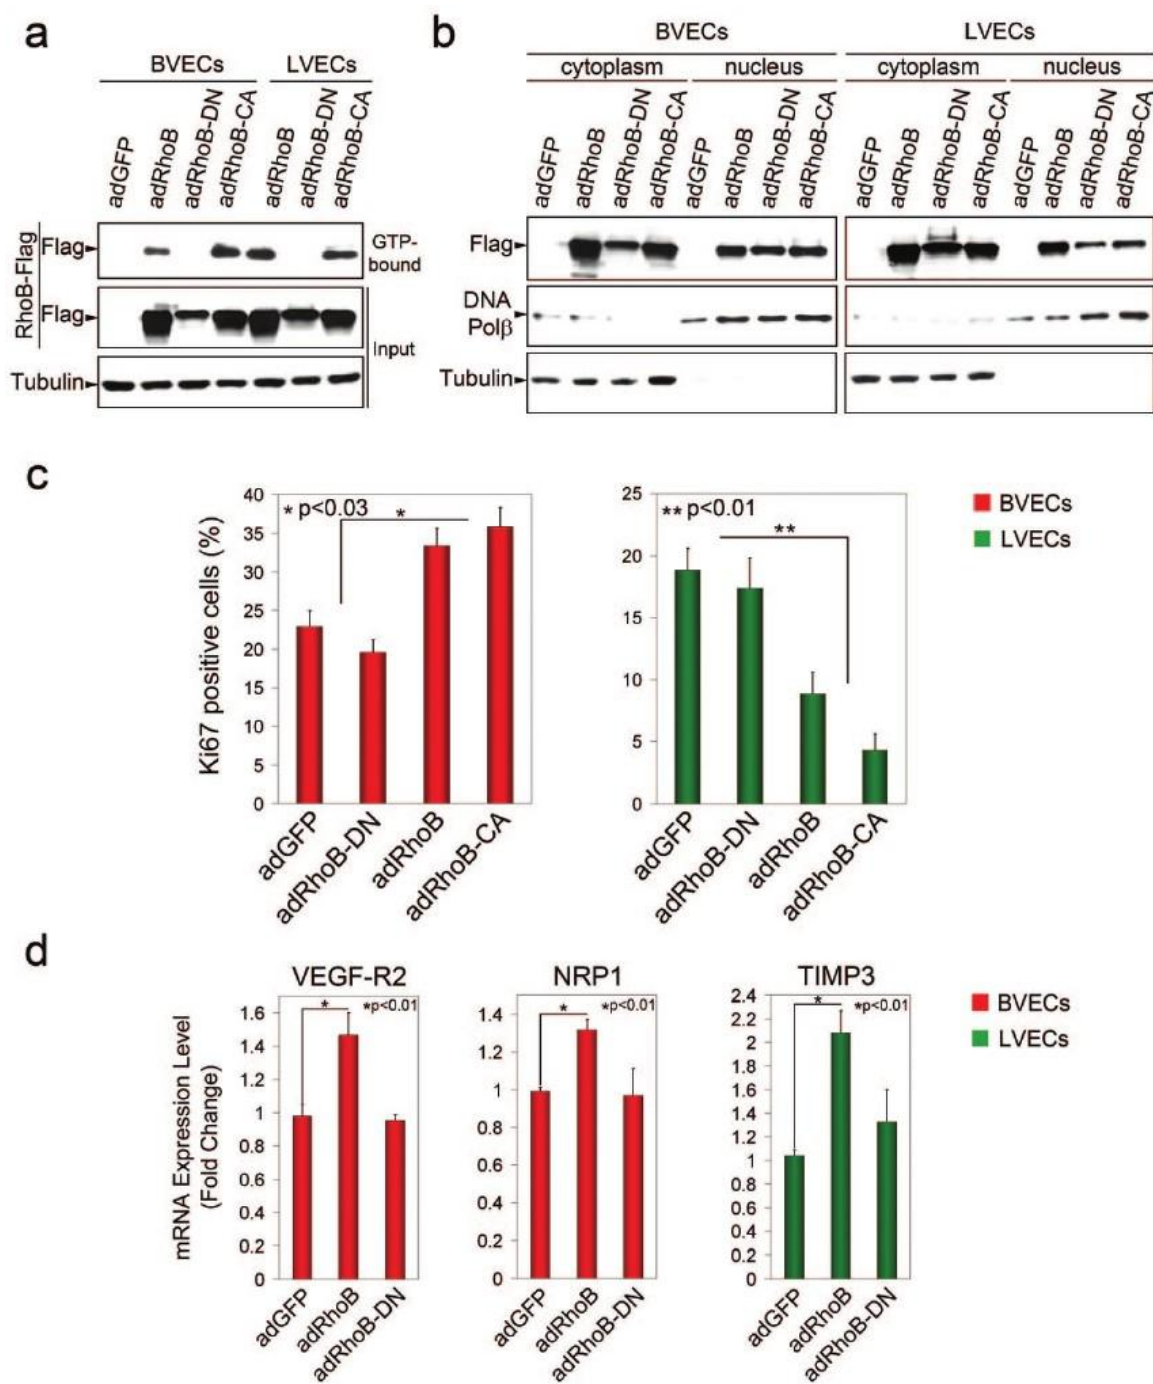 a
BVECs LVECs
adGFP adRhoB adRhoB-DN adRhoB-CA adRhoB adRhoB-DN adRhoB-CA
RhoB-Flag
Flag
GTP-bound
Flag
Input
Tubulin
b
BVECs LVECs
cytoplasm nucleus cytoplasm nucleus
adGFP adRhoB adRhoB-DN adRhoB-CA adGFP adRhoB adRhoB-DN adRhoB-CA adGFP adRhoB adRhoB-DN adRhoB-CA adGFP adRhoB adRhoB-DN adRhoB-CA
Flag
DNA
Polβ
Tubulin
c
Ki67 positive cells (%)
40
35
30
25
20
15
10
5
0
* p<0.03
*
adGFP adRhoB-DN adRhoB adRhoB-CA
25
20
15
10
5
0
** p<0.01
**
adGFP adRhoB-DN adRhoB adRhoB-CA
BVECs
LVECs
d
mRNA Expression Level
(Fold Change)
VEGF-R2
* *p<0.01
1.6
1.4
1.2
1
0.8
0.6
0.4
0.2
0
adGFP adRhoB adRhoB-DN
NRP1
* *p<0.01
1.4
1.2
1
0.8
0.6
0.4
0.2
0
adGFP adRhoB adRhoB-DN
TIMP3
* *p<0.01
2.4
2.2
2
1.8
1.6
1.4
1.2
1
0.8
0.6
0.4
0.2
0
adGFP adRhoB adRhoB-DN
BVECs
LVECs